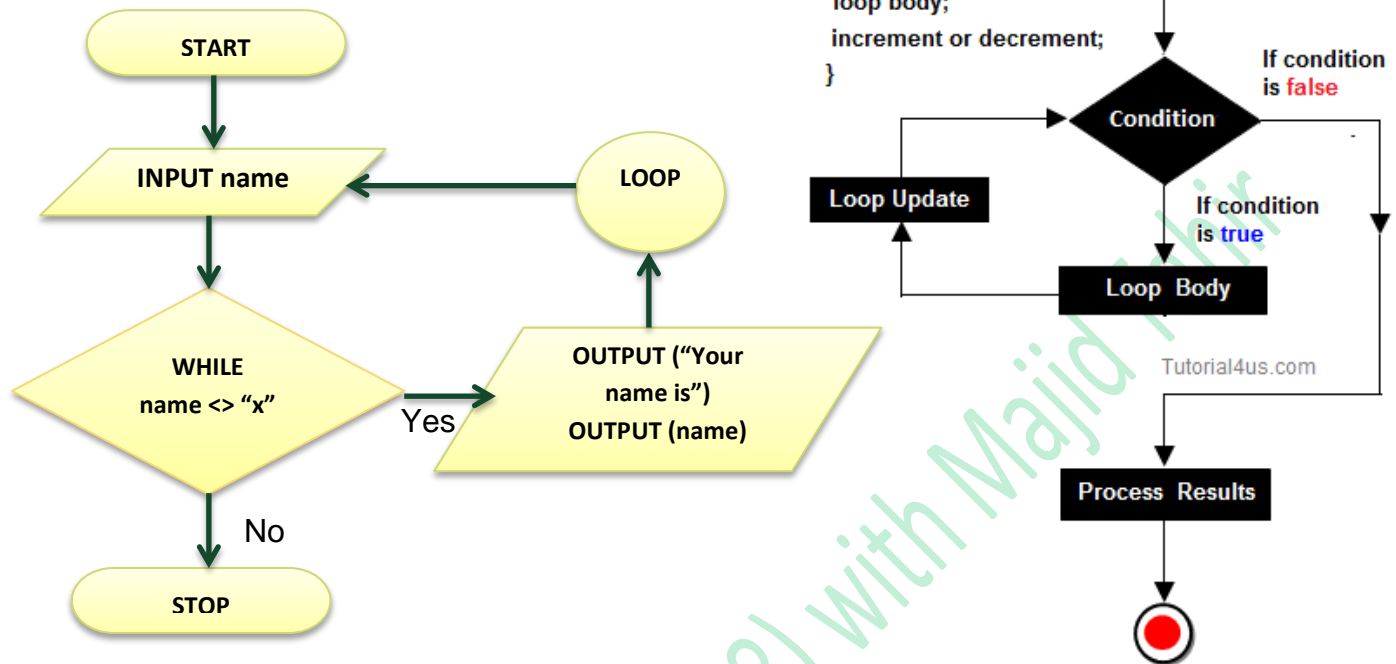 START
INPUT name
LOOP
WHILE
name <> “x”
Yes
OUTPUT (“Your
name is”)
OUTPUT (name)
No
STOP
loop body;
increment or decrement;
}
Condition
If condition
is false
Loop Update
If condition
is true
Loop Body
Tutorial4us.com
Process Results
2) with Majid Tahir